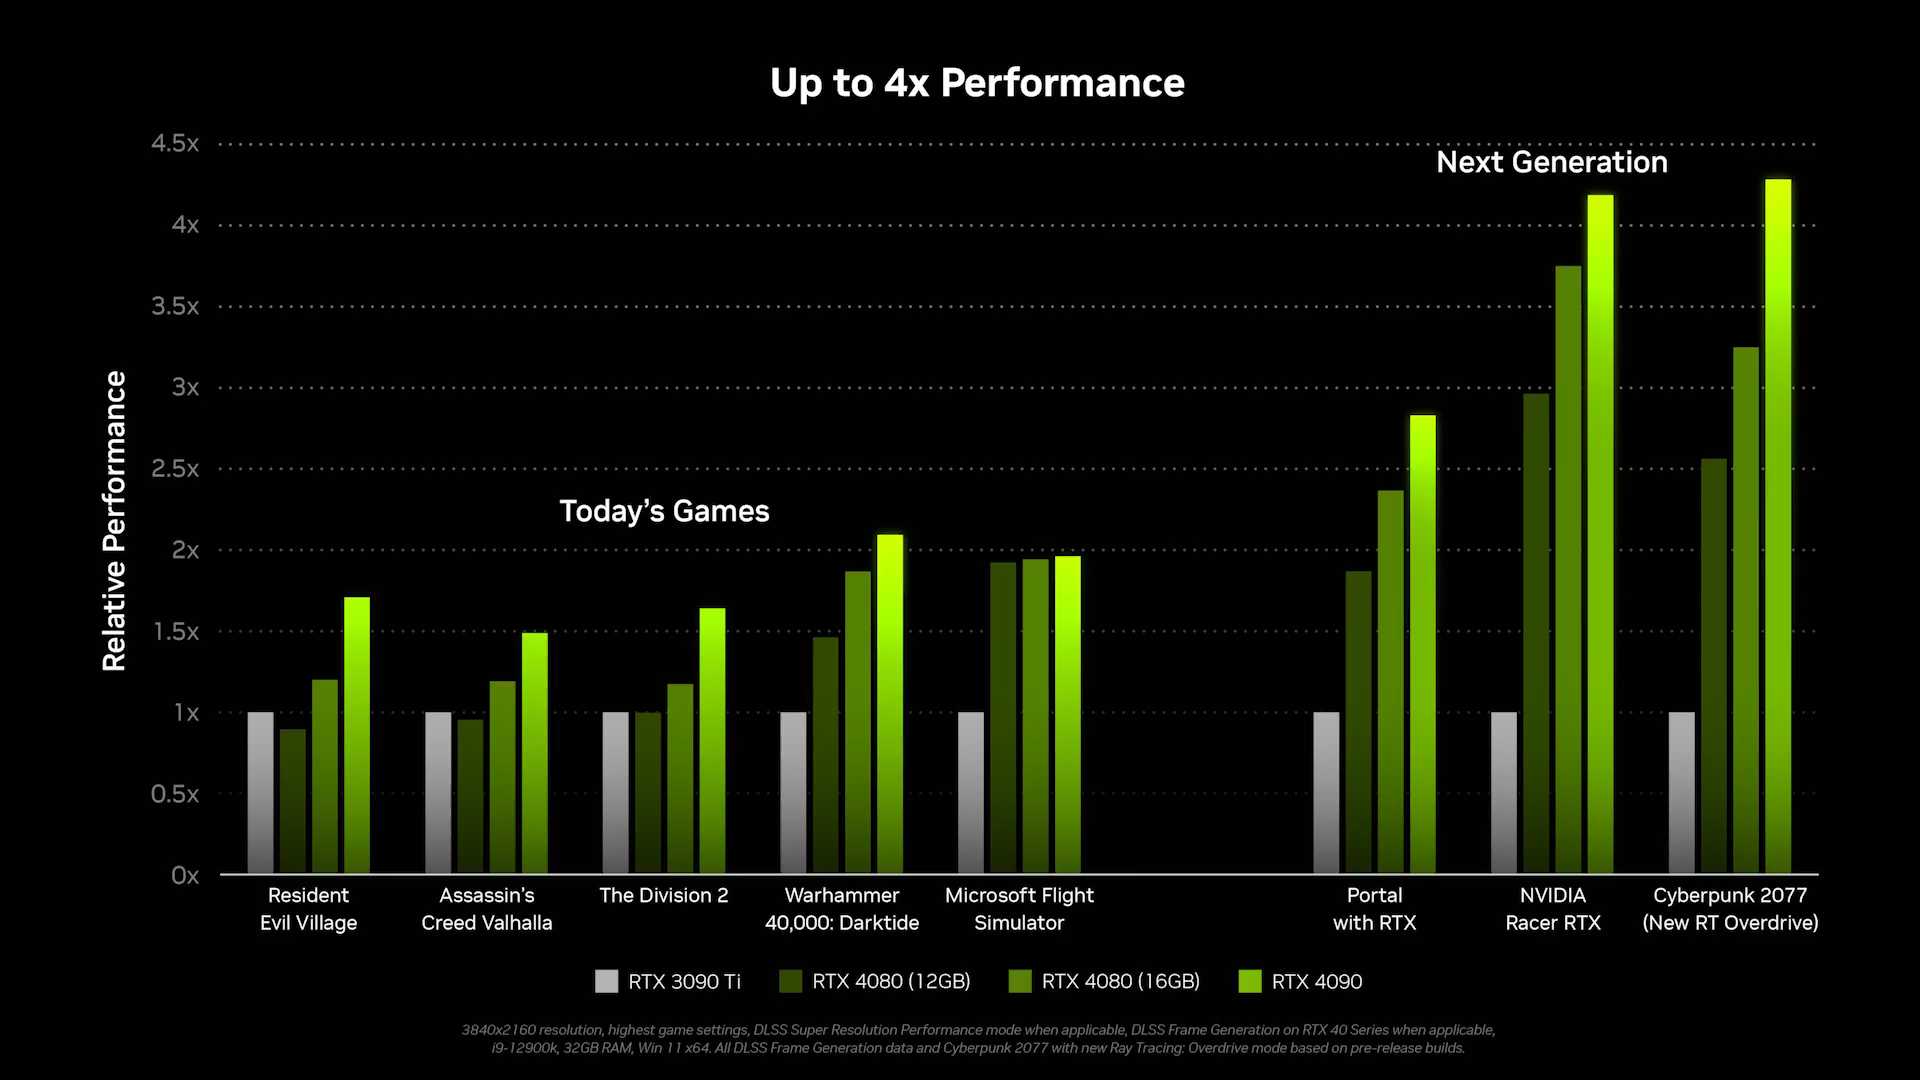 Up to 4x Performance
4.5x
4x
3.5x
3x
2.5x
2x
1.5x
1x
0.5x
0x
Relative Performance
Today’s Games
Next Generation
Resident
Evil Village
Assassin’s
Creed Valhalla
The Division 2
Warhammer
40,000: Darktide
Microsoft Flight
Simulator
Portal
with RTX
NVIDIA
Racer RTX
Cyberpunk 2077
(New RT Overdrive)
RTX 3090 Ti
RTX 4080 (12GB)
RTX 4080 (16GB)
RTX 4090
3840x2160 resolution, highest game settings, DLSS Super Resolution Performance mode when applicable, DLSS Frame Generation on RTX 40 Series when applicable,
i9-12900k, 32GB RAM, Win 11 x64. All DLSS Frame Generation data and Cyberpunk 2077 with new Ray Tracing: Overdrive mode based on pre-release builds.